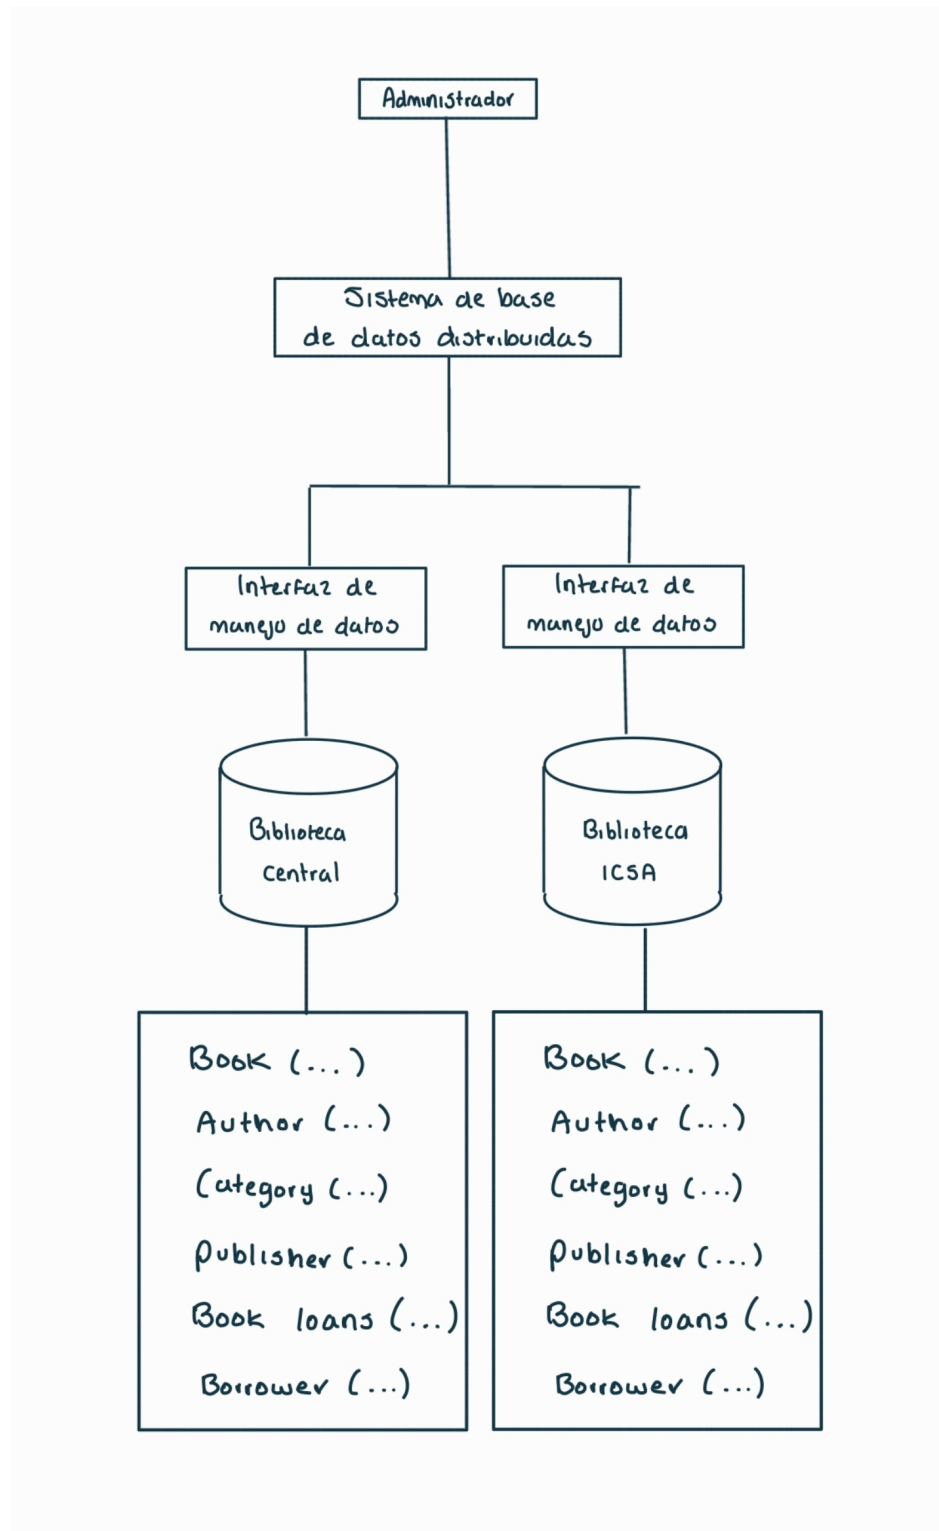 Administrador
Sistema de base
de datos distribuidas
Interfaz de
manejo de datos
Interfaz de
manejo de datos
Biblioteca
central
Biblioteca
ICSA
Book (...)
Author (...)
Category (...)
Publisher (...)
Book loans (...)
Borrower (...)
Book (...)
Author (...)
Category (...)
Publisher (...)
Book loans (...)
Borrower (...)